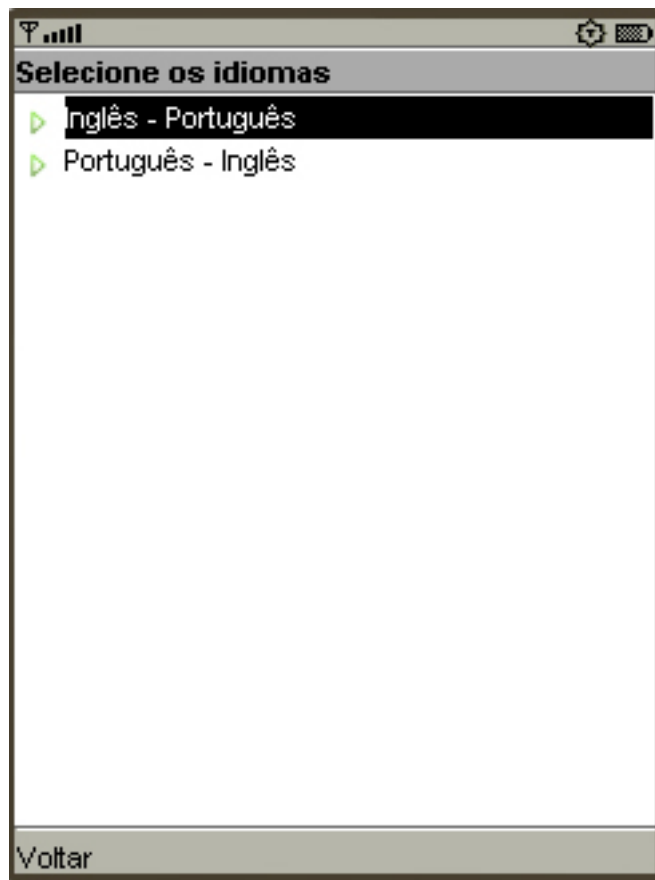 Selecione os idiomas
Inglês - Português
Português - Inglês
Voltar